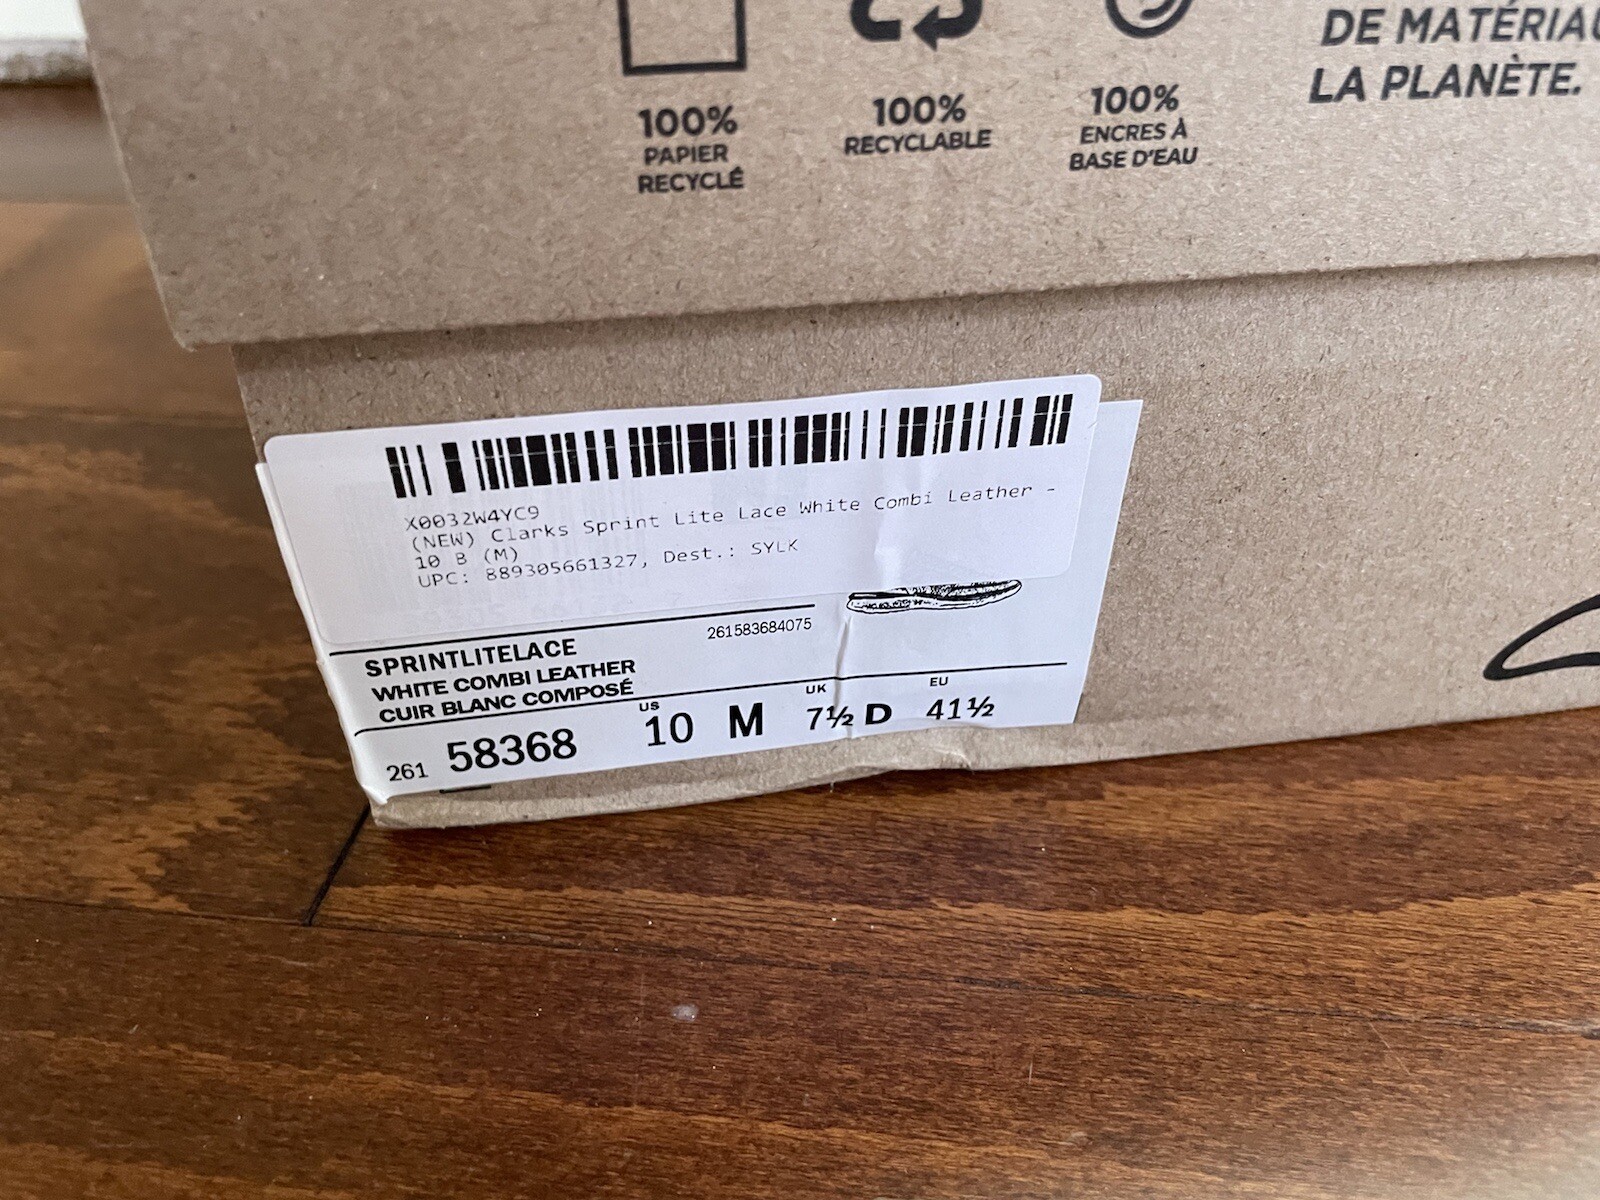 DE MATÉRIAU
LA PLANÈTE.
100%
PAPIER
RECYCLÉ
100%
RECYCLABLE
100%
ENCRES À
BASE D'EAU
X0032W4YC9
(NEW) Clarks Sprint Lite Lace White Combi Leather -
10 B (M)
UPC: 889305661327, Dest.: SYLK
261583684075
SPRINTLITELACE
WHITE COMBI LEATHER
CUIR BLANC COMPOSÉ
US UK EU
261 58368 10 M 7½ D 41½